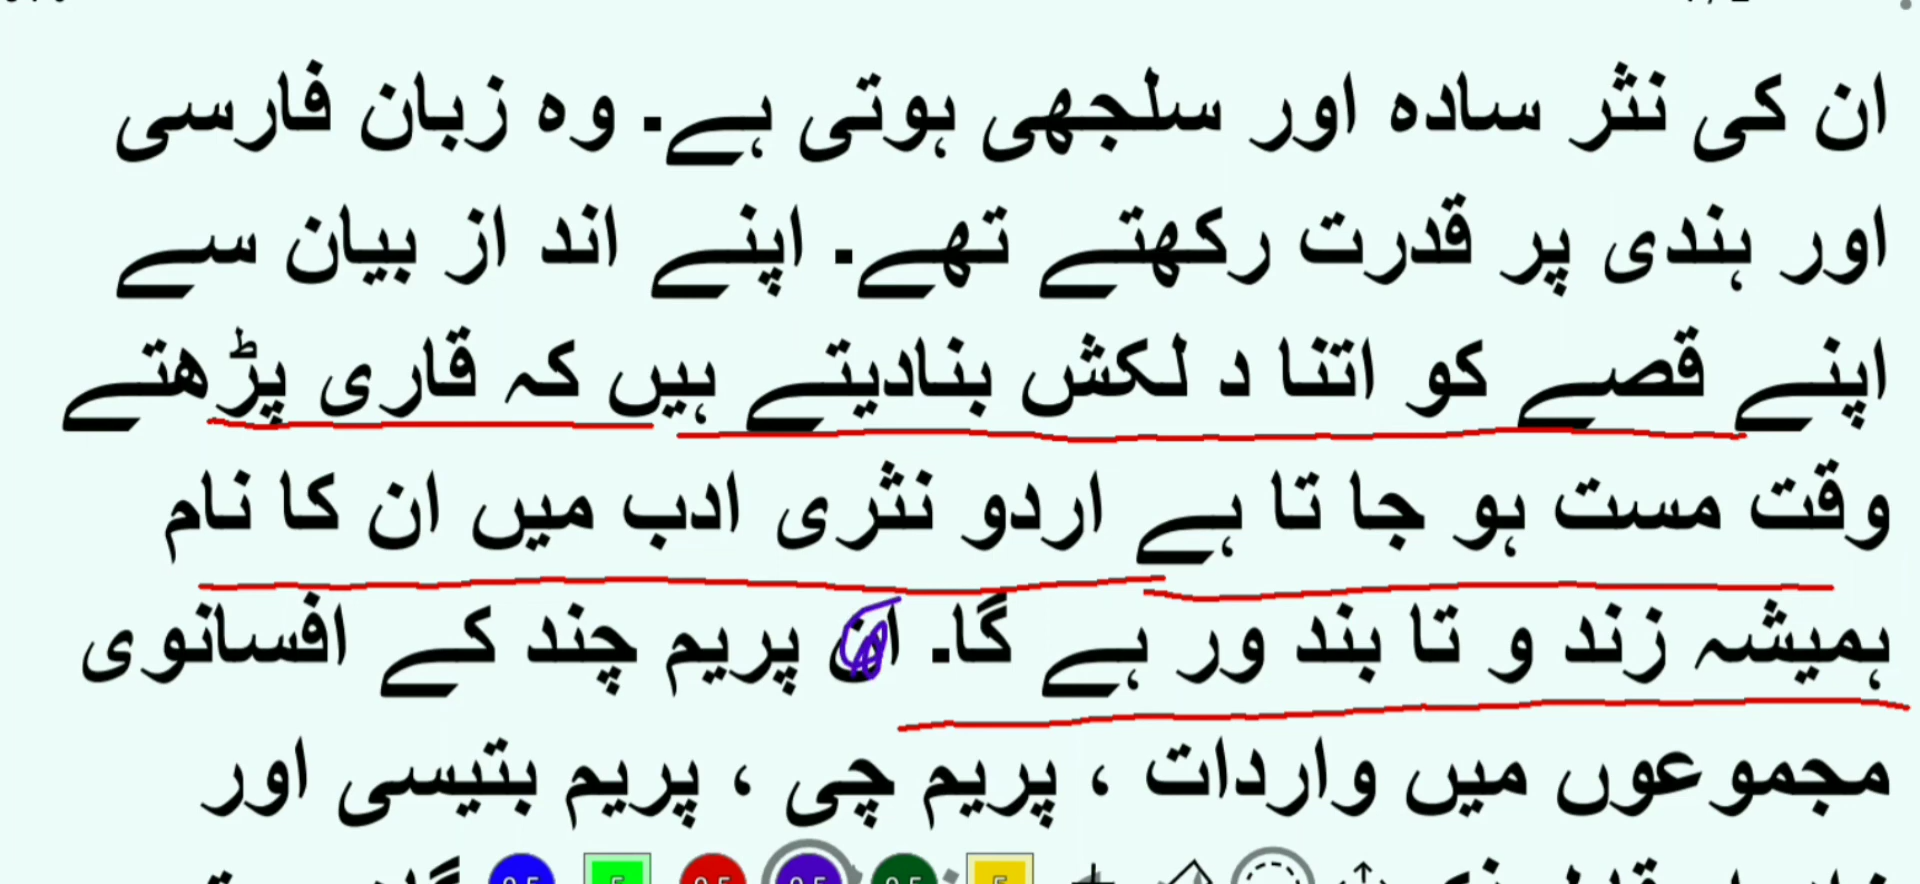 ان کی نثر سادہ اور سلجھی ہوتی ہے۔ وہ زبان فارسی
اور ہندی پر قدرت رکھتے تھے۔ اپنے اند از بیان سے
اپنے قصے کو اتنا د لکش بنادیتے ہیں کہ قاری پڑھتے
وقت مست ہو جا تا ہے اردو نثری ادب میں ان کا نام
ہمیشہ زند و تا بند ور ہے گا۔ ان پریم چند کے افسانوی
مجموعوں میں واردات ، پریم چی ، پریم بتیسی اور